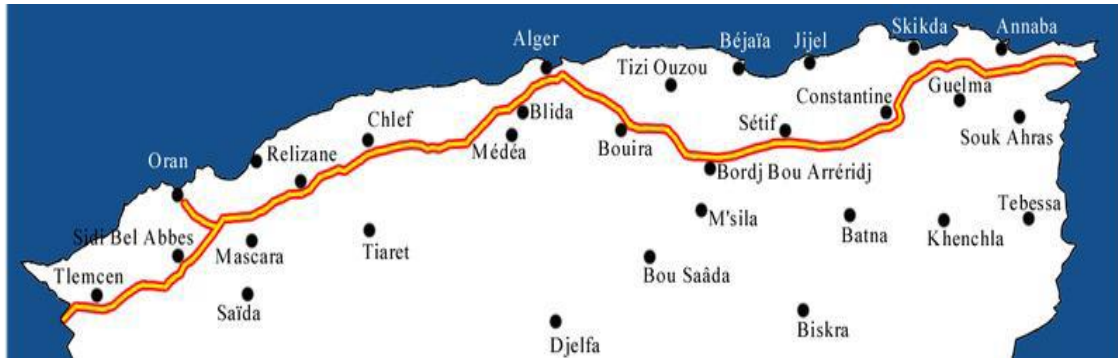 Skikda
Annaba
Alger
Béjaïa
Jijel
Tizi Ouzou
Guelma
Constantine
Blida
Chlef
Sétif
Souk Ahras
Médéa
Bouira
Relizane
Oran
Bordj Bou Arréridj
Tebessa
M'sila
Sidi Bel Abbes
Mascara
Tiaret
Batna
Khenchla
Tlemcen
Bou Saâda
Saïda
Biskra
Djelfa